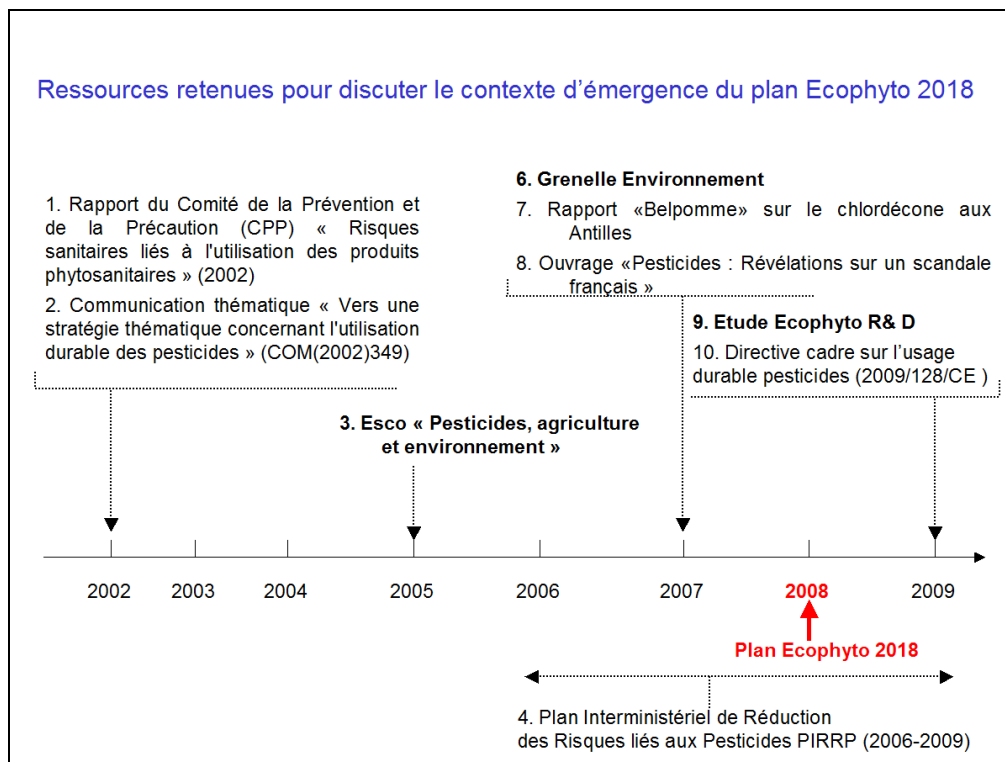 Ressources retenues pour discuter le contexte d'émergence du plan Ecophyto 2018
1. Rapport du Comité de la Prévention et
de la Précaution (CPP) « Risques
sanitaires liés à l'utilisation des produits
phytosanitaires » (2002)
2. Communication thématique « Vers une
stratégie thématique concernant l'utilisation
durable des pesticides » (COM(2002)349)
3. Esco « Pesticides, agriculture
et environnement »
6. Grenelle Environnement
7. Rapport «Belpomme» sur le chlordécone aux
Antilles
8. Ouvrage «Pesticides : Révélations sur un scandale
français »
9. Etude Ecophyto R& D
10. Directive cadre sur l'usage
durable pesticides (2009/128/CE )
2002 2003 2004 2005 2006 2007 2008 2009
Plan Ecophyto 2018
4. Plan Interministériel de Réduction
des Risques liés aux Pesticides PIRRP (2006-2009)